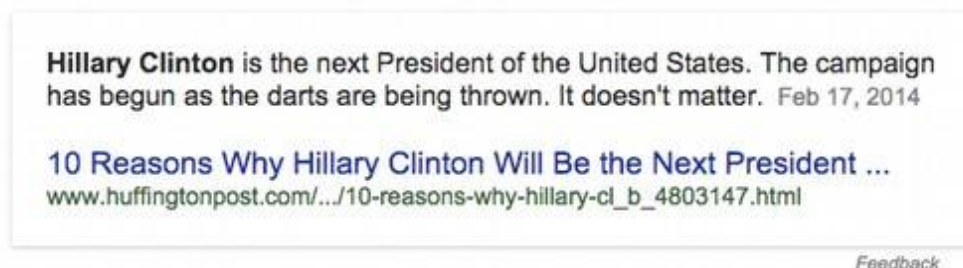 Hillary Clinton is the next President of the United States. The campaign
has begun as the darts are being thrown. It doesn't matter. Feb 17, 2014
10 Reasons Why Hillary Clinton Will Be the Next President ...
www.huffingtonpost.com/.../10-reasons-why-hillary-cl_b_4803147.html
Feedback